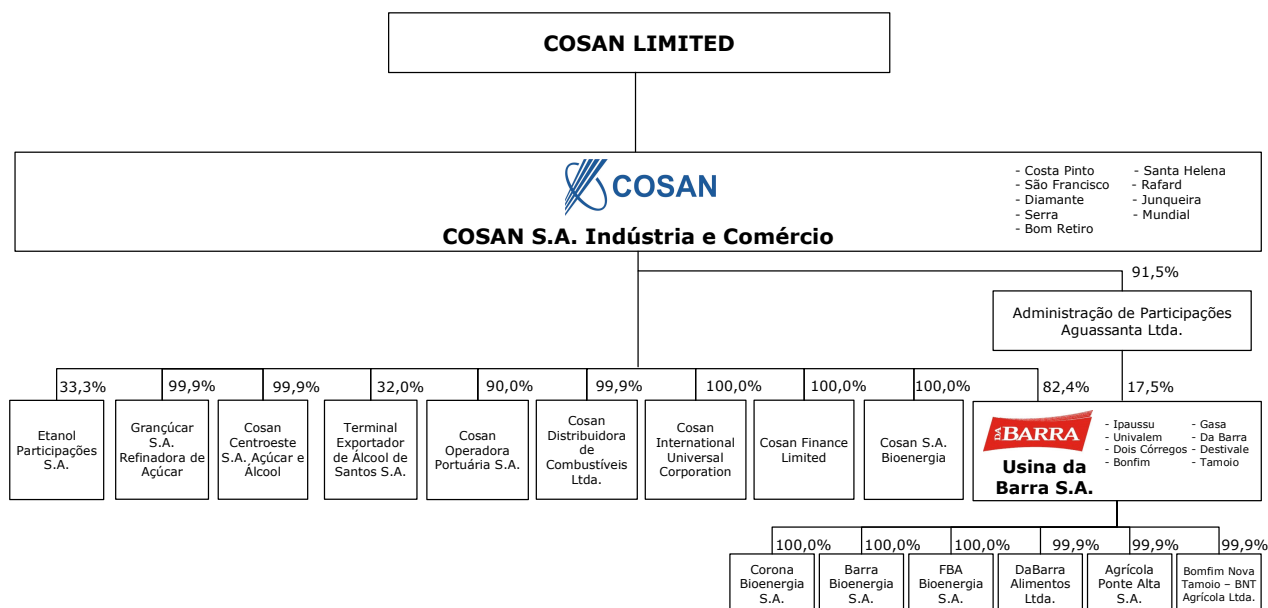 COSAN LIMITED
COSAN
COSAN S.A. Indústria e Comércio
- Costa Pinto
- São Francisco
- Diamante
- Serra
- Bom Retiro
- Santa Helena
- Rafard
- Junqueira
- Mundial
91,5%
Administração de Participações
Aguassanta Ltda.
33,3%
99,9%
99,9%
32,0%
90,0%
99,9%
100,0%
100,0%
100,0%
82,4%
17,5%
Etanol
Participações
S.A.
Grançúcar
S.A.
Refinadora de
Açúcar
Cosan
Centroeste
S.A. Açúcar e
Álcool
Terminal
Exportador
de Álcool de
Santos S.A.
Cosan
Operadora
Portuária S.A.
Cosan
Distribuidora
de
Combustíveis
Ltda.
Cosan
International
Universal
Corporation
Cosan Finance
Limited
Cosan S.A.
Bioenergia
DA BARRA
Usina da
Barra S.A.
- Ipaussu
- Univalem
- Dois Córregos
- Bonfim
- Gasa
- Da Barra
- Destivale
- Tamoio
100,0%
100,0%
100,0%
99,9%
99,9%
99,9%
Corona
Bioenergia
S.A.
Barra
Bioenergia
S.A.
FBA
Bioenergia
S.A.
DaBarra
Alimentos
Ltda.
Agrícola
Ponte Alta
S.A.
Bomfim Nova
Tamoio – BNT
Agrícola Ltda.